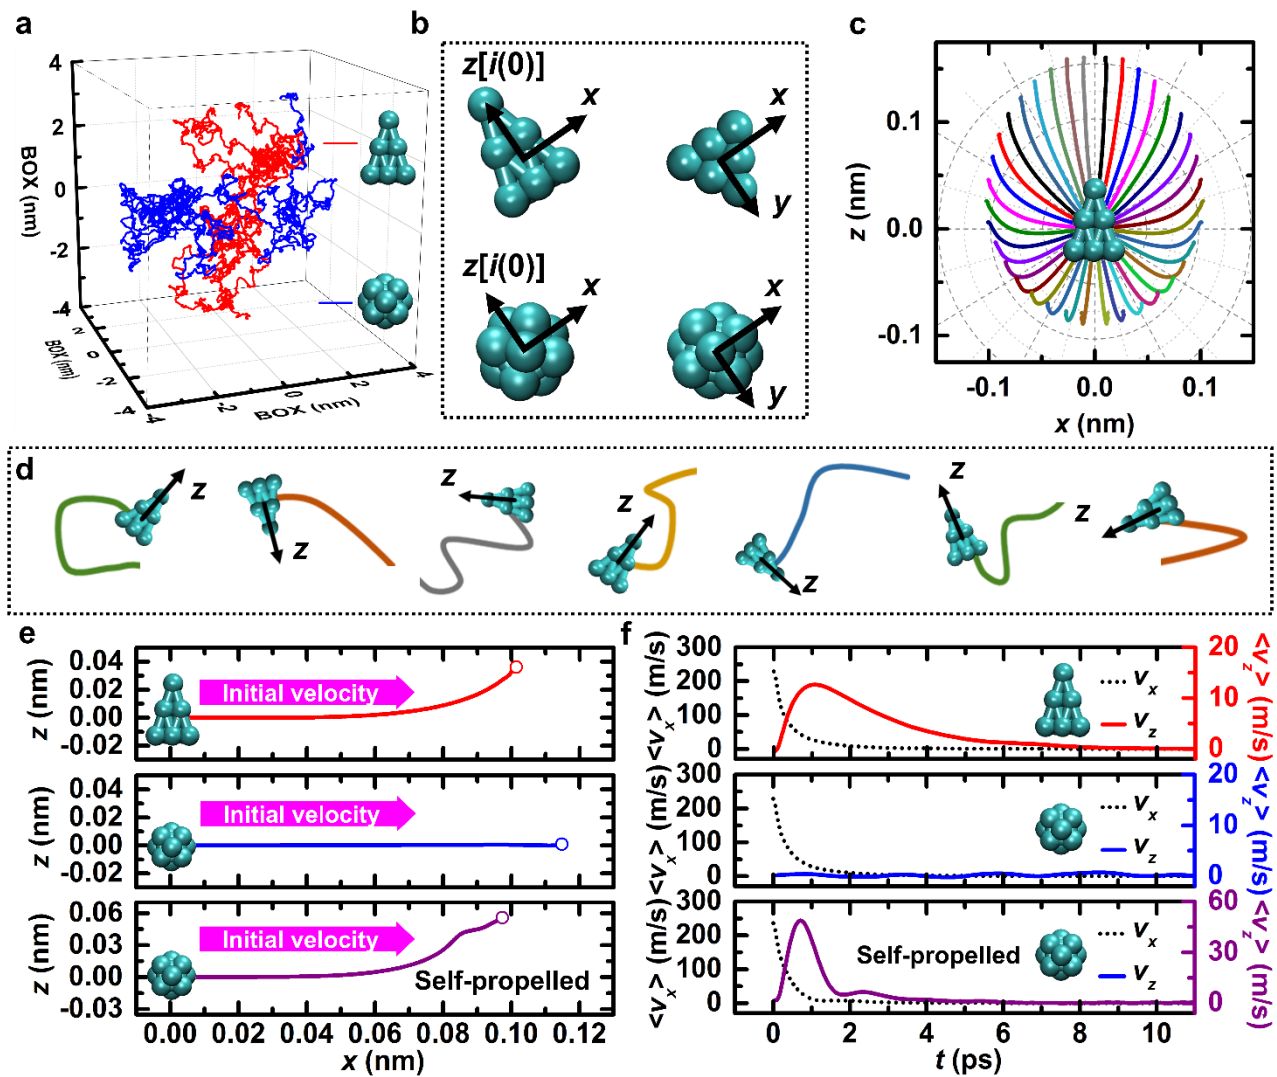 a
4
2
0
-2
-4
BOX (nm)
2
0
-2
-4
BOX (nm)
4
2
0
2
4
BOX (nm)
b
z[i(0)]
x
x
y
z[i(0)]
x
x
y
c
0.1
0.0
-0.1
z (nm)
-0.1
0.0
0.1
x (nm)
d
z
z
z
z
z
z
z
e
0.04
0.02
0.00
-0.02
z (nm)
Initial velocity
0.04
0.02
0.00
-0.02
z (nm)
Initial velocity
0.06
0.03
0.00
-0.03
z (nm)
Initial velocity
Self-propelled
0.00
0.02
0.04
0.06
0.08
0.10
0.12
x (nm)
f
300
200
100
0
<vx> (m/s)
vx
vz
20
10
0
<vz> (m/s)
300
200
100
0
<vx> (m/s)
vx
vz
20
10
0
<vz> (m/s)
300
200
100
0
<vx> (m/s)
Self-propelled
vx
vz
60
30
0
<vz> (m/s)
0
2
4
6
8
10
t (ps)